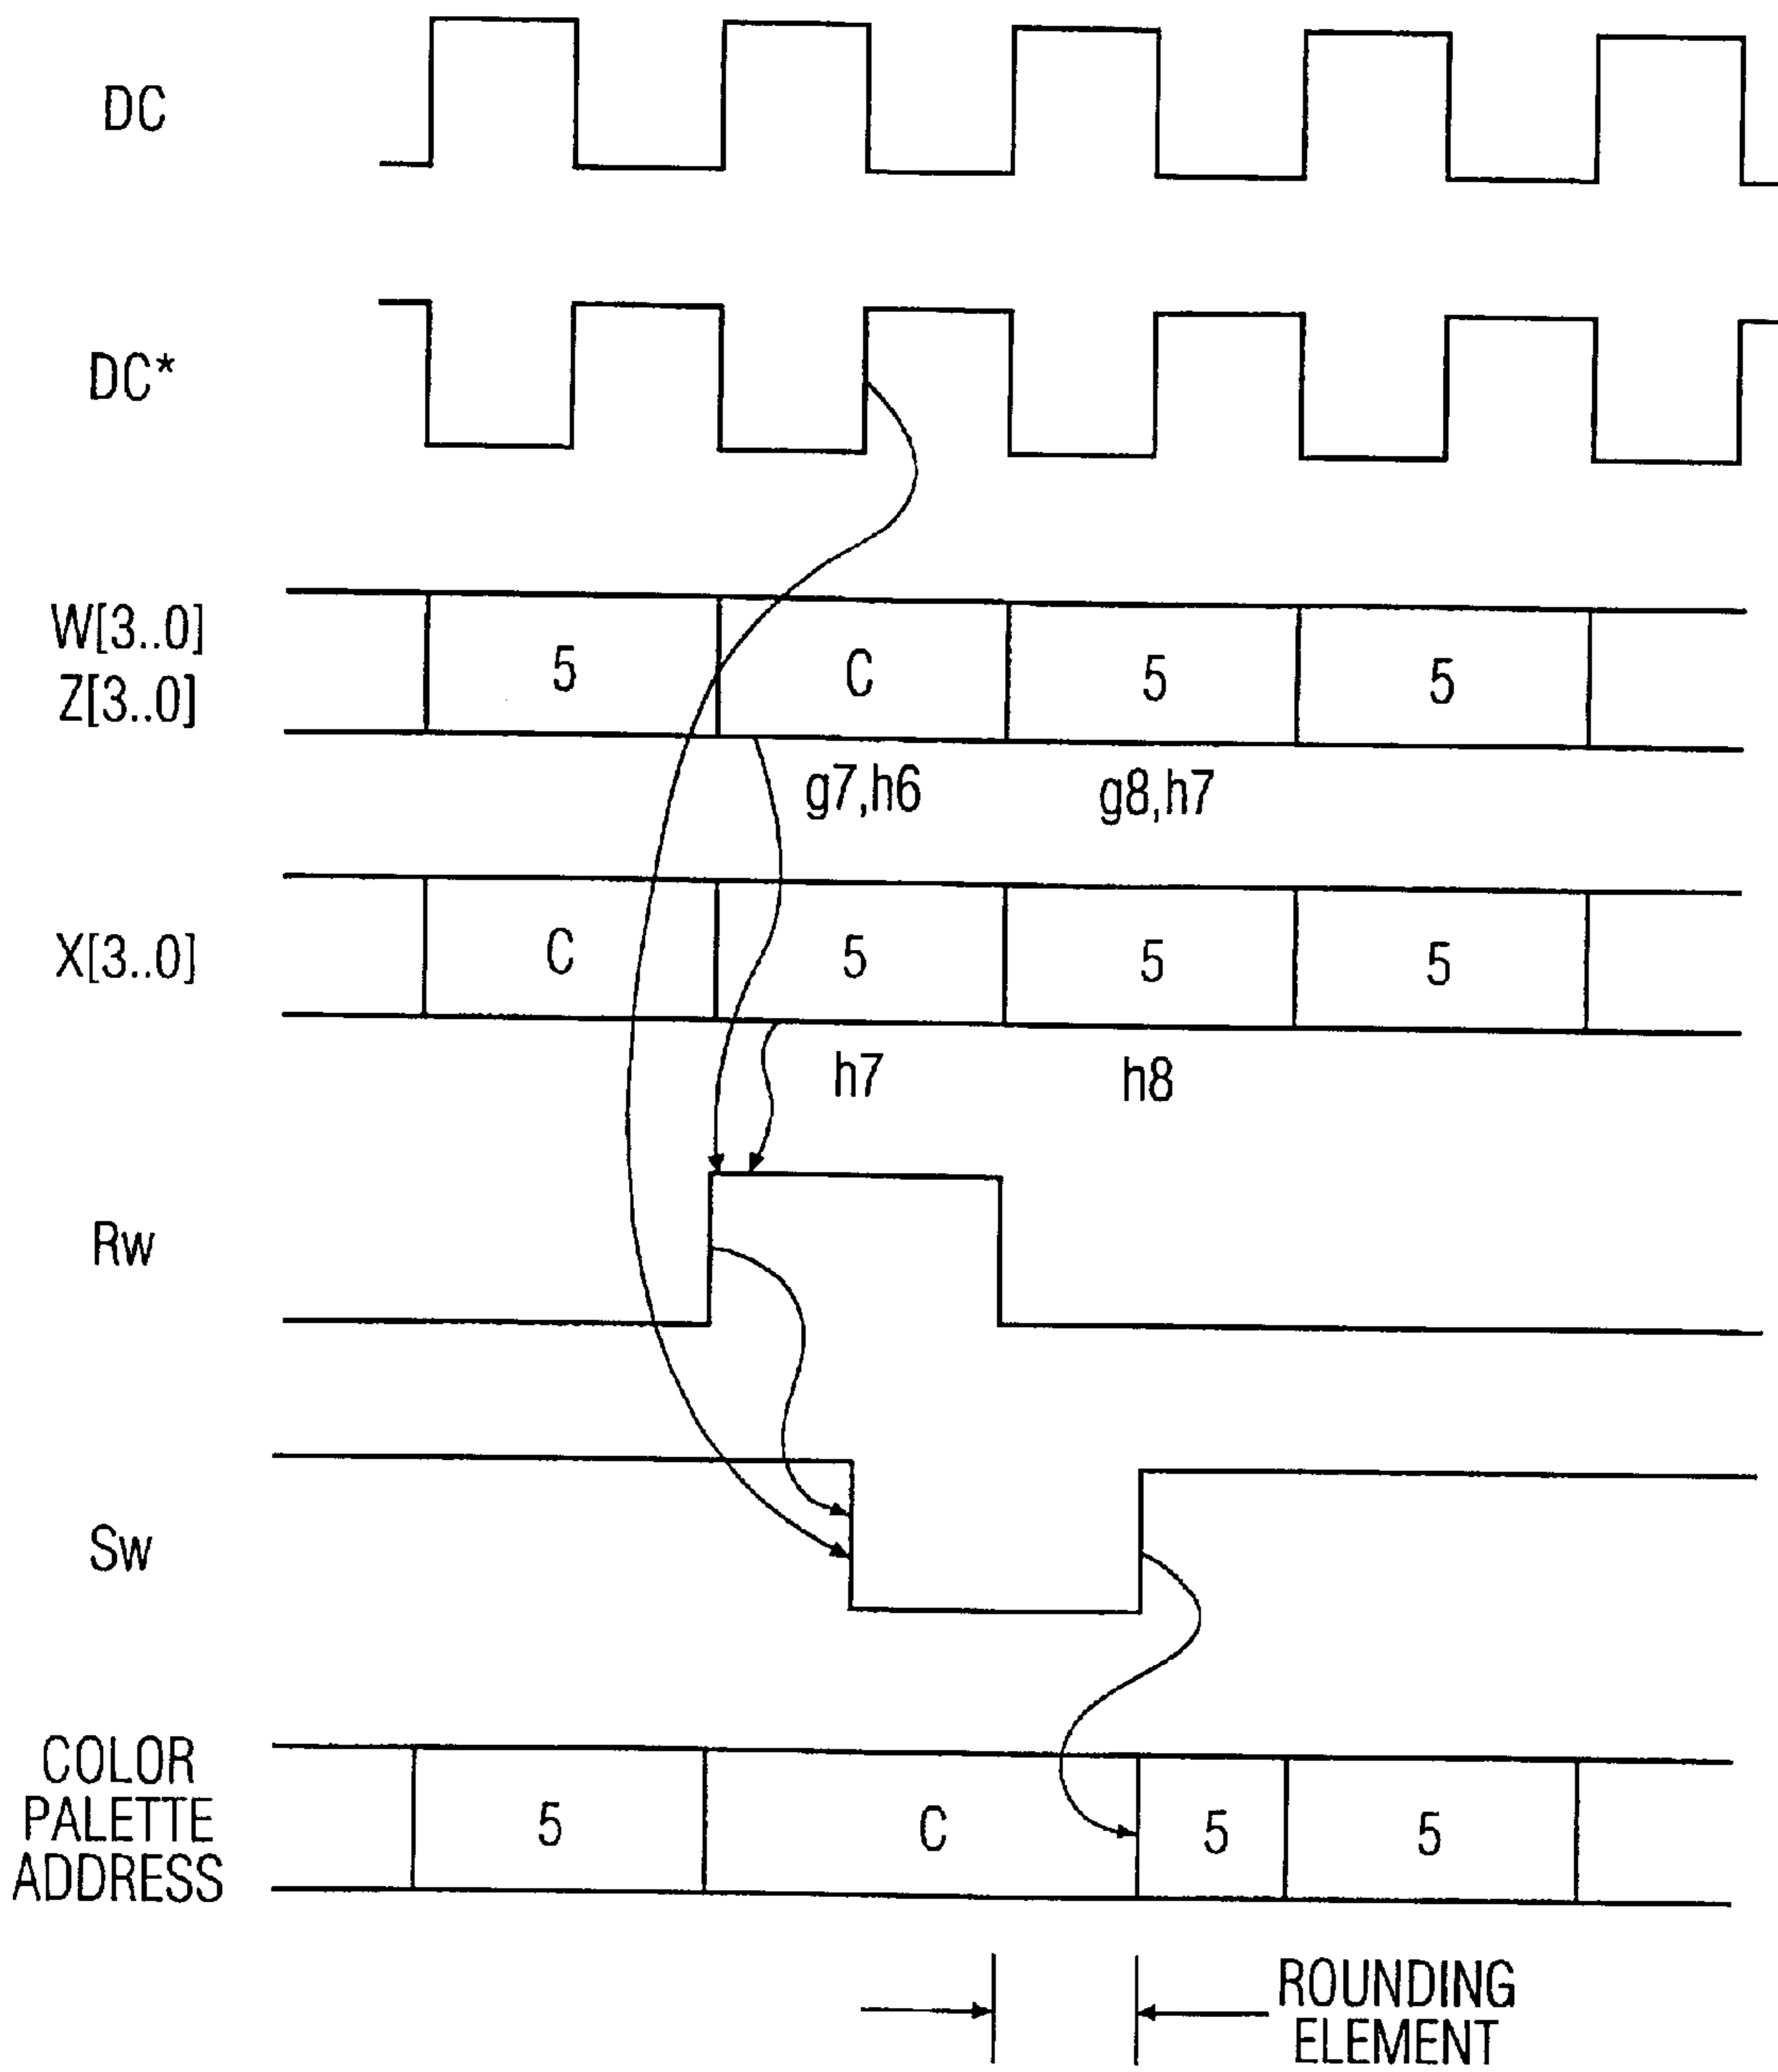 DC
DC*
W[3..0]
Z[3..0]
5 C 5 5
g7,h6 g8,h7
X[3..0]
C 5 5 5
h7 h8
Rw
Sw
COLOR
PALETTE
ADDRESS
5 C 5 5
ROUNDING
ELEMENT